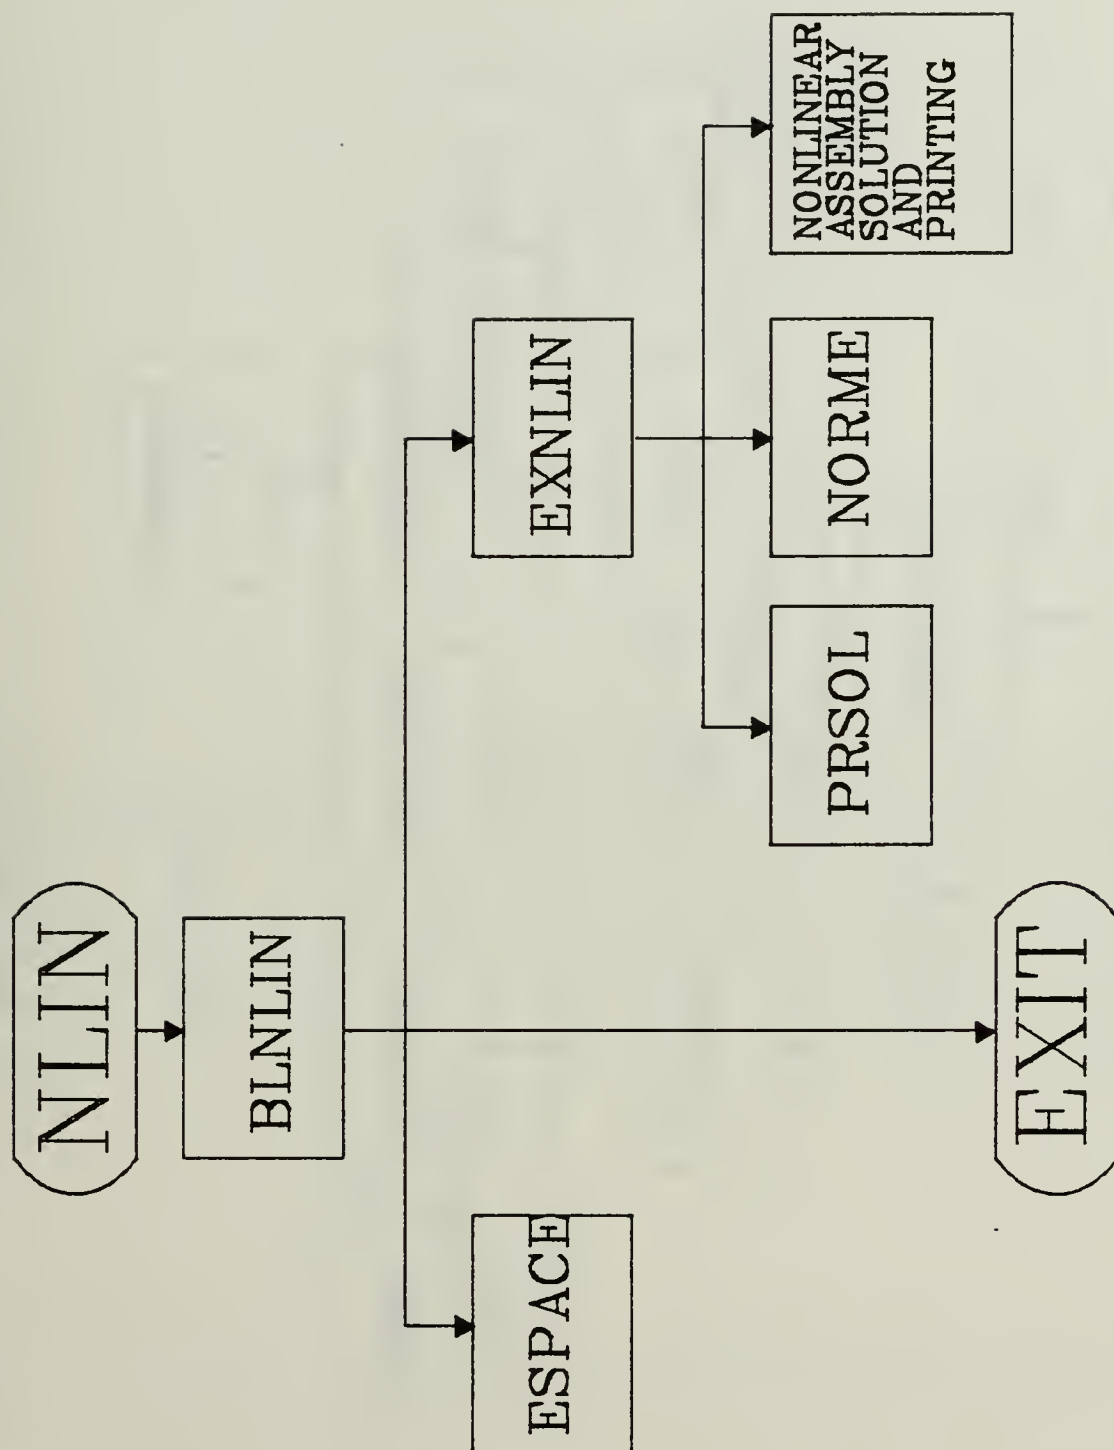 NLIN
BLNLIN
ESPACE
EXNLIN
PRSOL
NORME
NONLINEAR
ASSEMBLY
SOLUTION
AND
PRINTING
EXIT